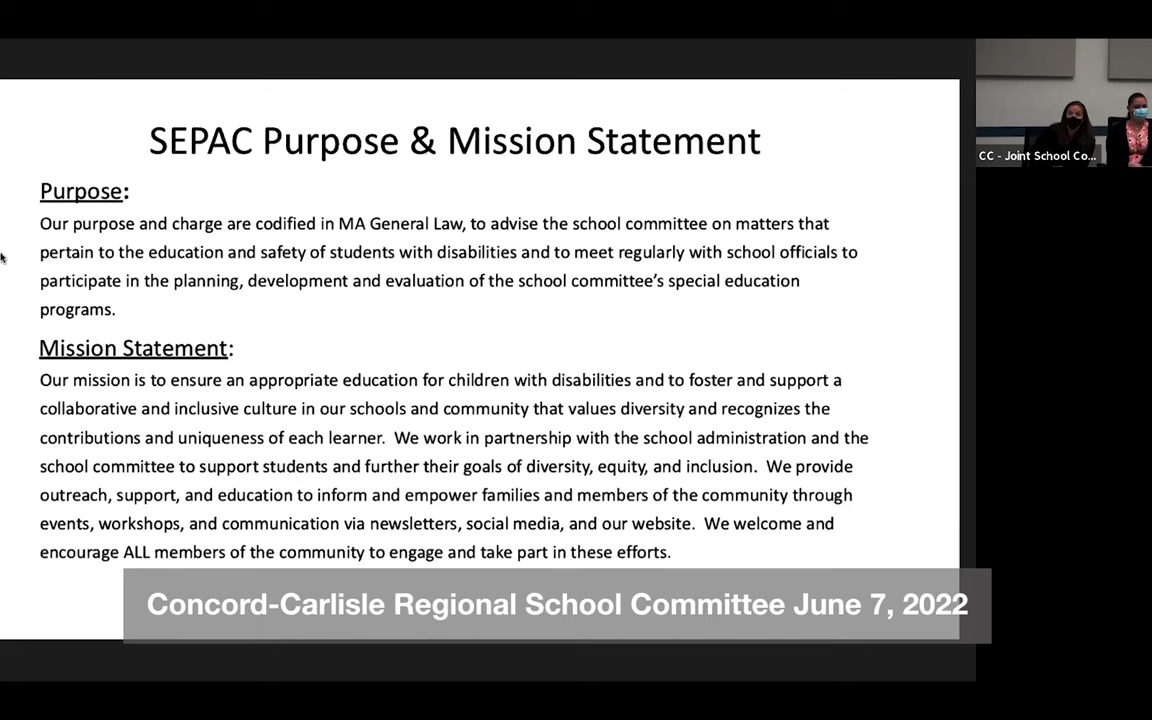 SEPAC Purpose & Mission Statement
Purpose:
Our purpose and charge are codified in MA General Law, to advise the school committee on matters that
pertain to the education and safety of students with disabilities and to meet regularly with school officials to
participate in the planning, development and evaluation of the school committee’s special education
programs.
Mission Statement:
Our mission is to ensure an appropriate education for children with disabilities and to foster and support a
collaborative and inclusive culture in our schools and community that values diversity and recognizes the
contributions and uniqueness of each learner.  We work in partnership with the school administration and the
school committee to support students and further their goals of diversity, equity, and inclusion.  We provide
outreach, support, and education to inform and empower families and members of the community through
events, workshops, and communication via newsletters, social media, and our website.  We welcome and
encourage ALL members of the community to engage and take part in these efforts.
Concord-Carlisle Regional School Committee June 7, 2022
CC - Joint School Co...